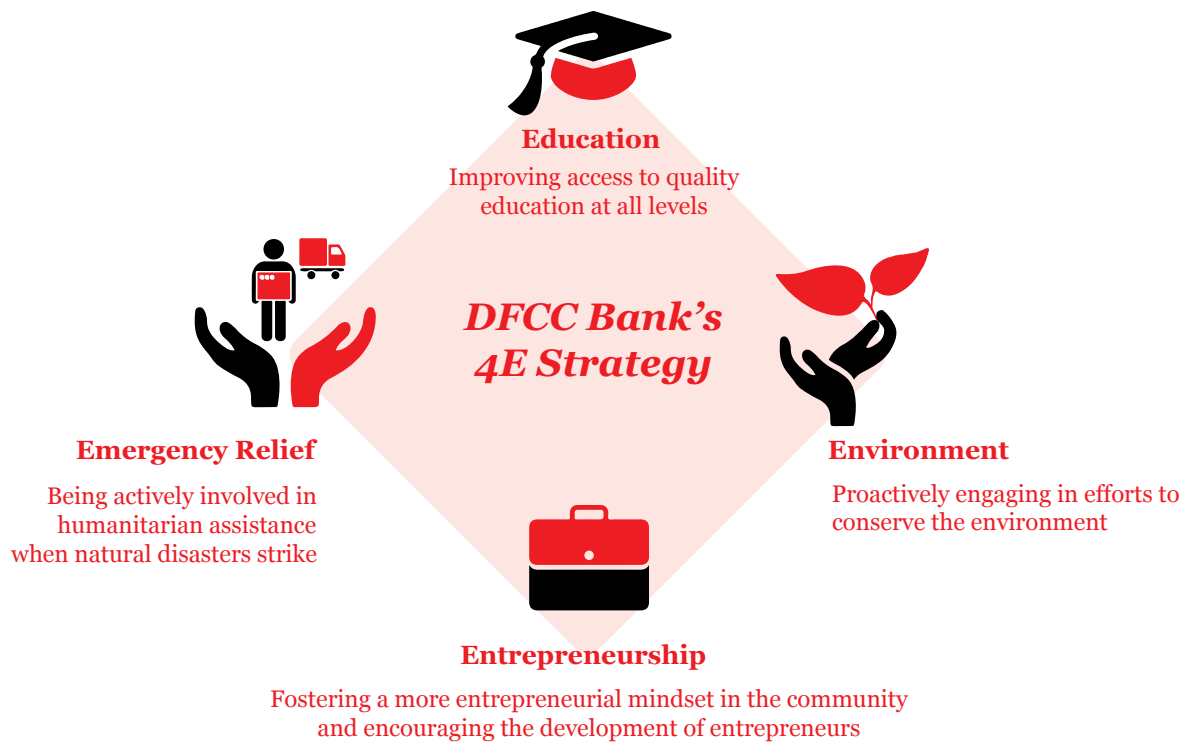 Education
Improving access to quality
education at all levels
DFCC Bank’s
4E Strategy
Emergency Relief
Being actively involved in
humanitarian assistance
when natural disasters strike
Environment
Proactively engaging in efforts to
conserve the environment
Entrepreneurship
Fostering a more entrepreneurial mindset in the community
and encouraging the development of entrepreneurs